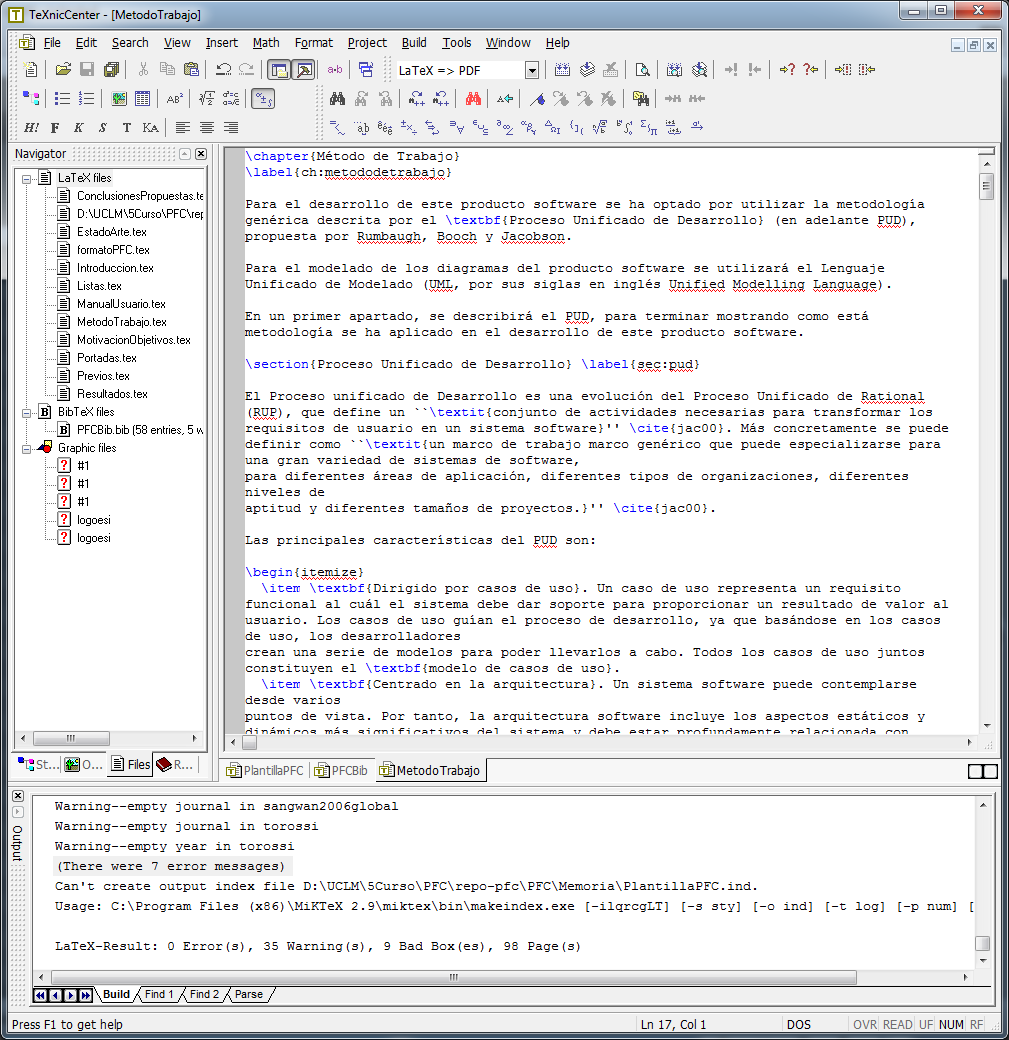 TeXnicCenter - [MetodoTrabajo]
File Edit Search View Insert Math Format Project Build Tools Window Help
LaTeX => PDF
Navigator
LaTeX files
ConclusionesPropuestas.te
D:\UCLM\5Curso\PFC\repo
EstadoArte.tex
formatoPFC.tex
Introduccion.tex
Listas.tex
ManualUsuario.tex
MetodoTrabajo.tex
MotivacionObjetivos.tex
Portadas.tex
Previos.tex
Resultados.tex
BibTeX files
PFCBib.bib (58 entries, 5 w
Graphic files
#1
#1
#1
logoesi
logoesi
St... O... Files R...
\chapter{Método de Trabajo}
\label{ch:metododetrabajo}
Para el desarrollo de este producto software se ha optado por utilizar la metodología
genérica descrita por el \textbf{Proceso Unificado de Desarrollo} (en adelante PUD),
propuesta por Rumbaugh, Booch y Jacobson.
Para el modelado de los diagramas del producto software se utilizará el Lenguaje
Unificado de Modelado (UML, por sus siglas en inglés Unified Modelling Language).
En un primer apartado, se describirá el PUD, para terminar mostrando como está
metodología se ha aplicado en el desarrollo de este producto software.
\section{Proceso Unificado de Desarrollo} \label{sec:pud}
El Proceso unificado de Desarrollo es una evolución del Proceso Unificado de Rational
(RUP), que define un ``\textit{conjunto de actividades necesarias para transformar los
requisitos de usuario en un sistema software}'' \cite{jac00}. Más concretamente se puede
definir como ``\textit{un marco de trabajo marco genérico que puede especializarse para
una gran variedad de sistemas de software,
para diferentes áreas de aplicación, diferentes tipos de organizaciones, diferentes
niveles de
aptitud y diferentes tamaños de proyectos.}'' \cite{jac00}.
Las principales características del PUD son:
\begin{itemize}
\item \textbf{Dirigido por casos de uso}. Un caso de uso representa un requisito
funcional al cuál el sistema debe dar soporte para proporcionar un resultado de valor al
usuario. Los casos de uso guían el proceso de desarrollo, ya que basándose en los casos
de uso, los desarrolladores
crean una serie de modelos para poder llevarlos a cabo. Todos los casos de uso juntos
constituyen el \textbf{modelo de casos de uso}.
\item \textbf{Centrado en la arquitectura}. Un sistema software puede contemplarse
desde varios
puntos de vista. Por tanto, la arquitectura software incluye los aspectos estáticos y
dinámicos más significativos del sistema y debe estar profundamente relacionada con
PlantillaPFC PFCBib MetodoTrabajo
Output
Warning--empty journal in sangwan2006global
Warning--empty journal in torossi
Warning--empty year in torossi
(There were 7 error messages)
Can't create output index file D:\UCLM\5Curso\PFC\repo-pfc\PFC\Memoria\PlantillaPFC.ind.
Usage: C:\Program Files (x86)\MiKTeX 2.9\miktex\bin\makeindex.exe [-ilqrcgLT] [-s sty] [-o ind] [-t log] [-p num] [
LaTeX-Result: 0 Error(s), 35 Warning(s), 9 Bad Box(es), 98 Page(s)
Build Find 1 Find 2 Parse
Press F1 to get help Ln 17, Col 1 DOS OVR READ UF NUM RF